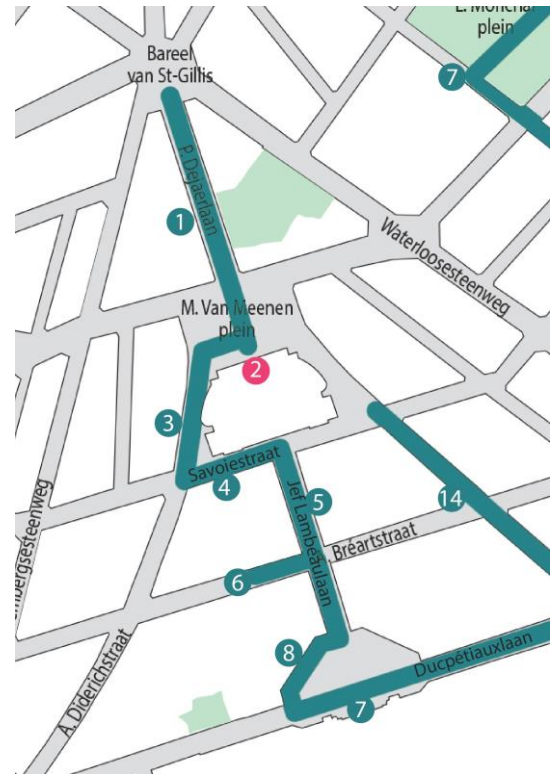 plein
7
Bareel
van St-Gillis
P. Dejaerlaan
1
Waterloosesteenweg
M. Van Meenen
plein
2
3
Savoiestraat
4
5
Jef Lambeaulaan
14
Bréartstraat
6
8
Ducpétiauxlaan
7
A. Diderichstraat